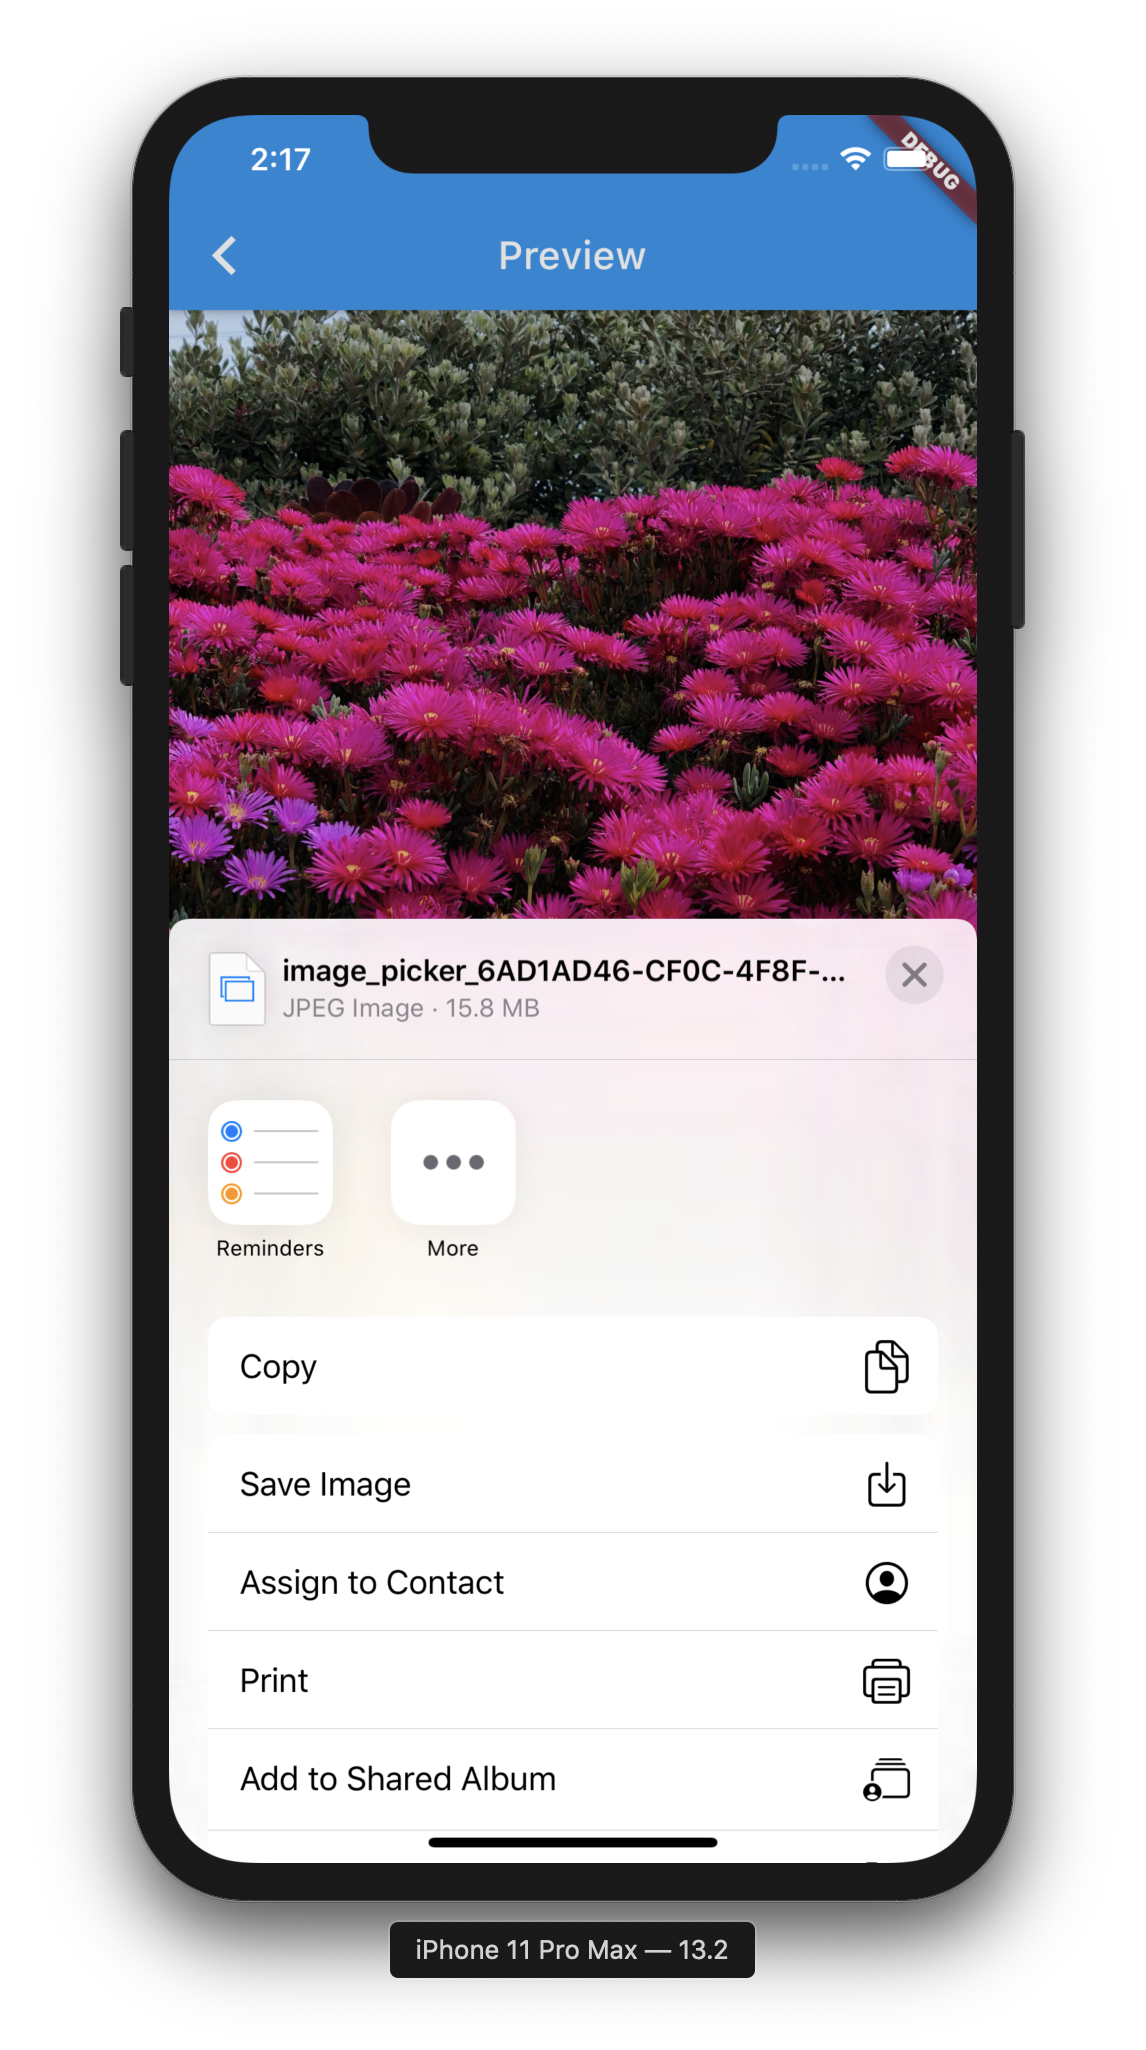 2:17
DEBUG
Preview
image_picker_6AD1AD46-CF0C-4F8F-...
JPEG Image · 15.8 MB
Reminders
More
Copy
Save Image
Assign to Contact
Print
Add to Shared Album
iPhone 11 Pro Max — 13.2